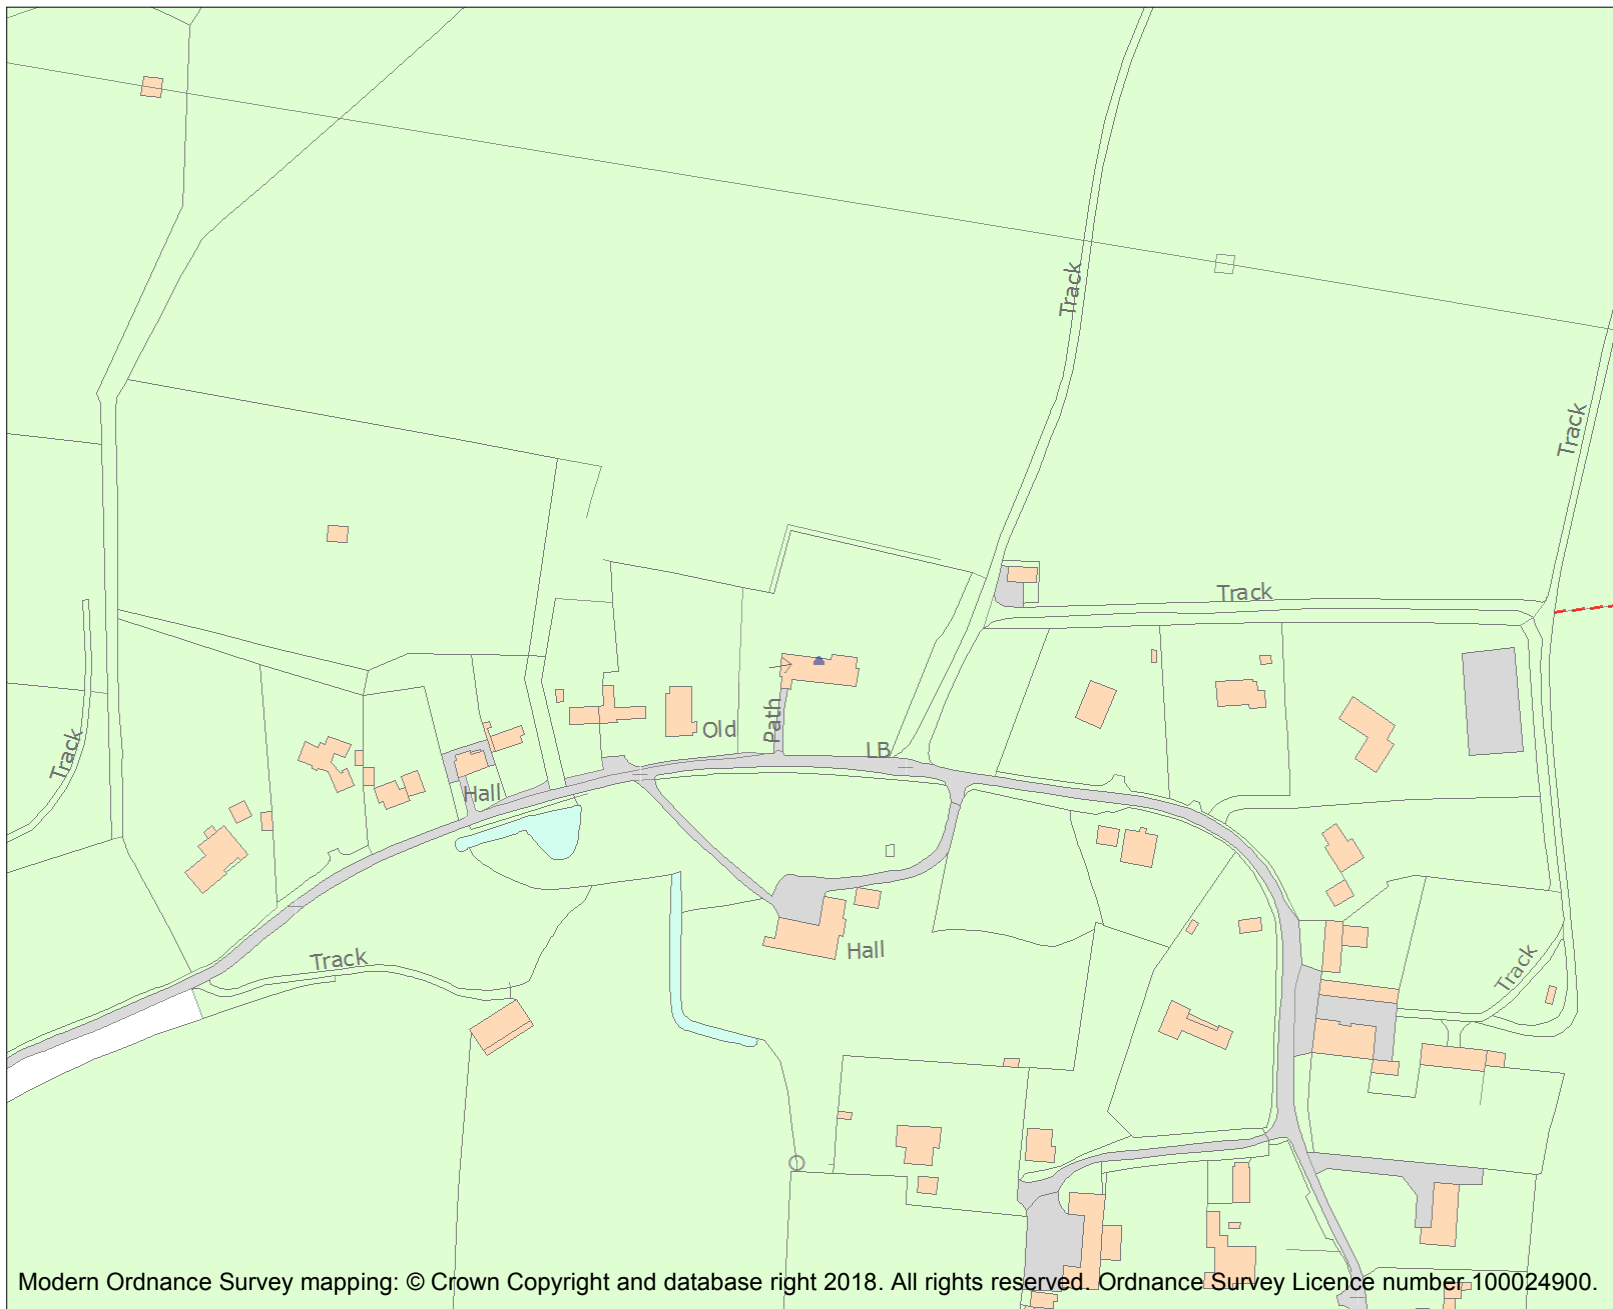 Track
Track
Track
Track
Path
Old
LB
Hall
Hall
Track
Track
Modern Ordnance Survey mapping: © Crown Copyright and database right 2018. All rights reserved. Ordnance Survey Licence number 100024900.